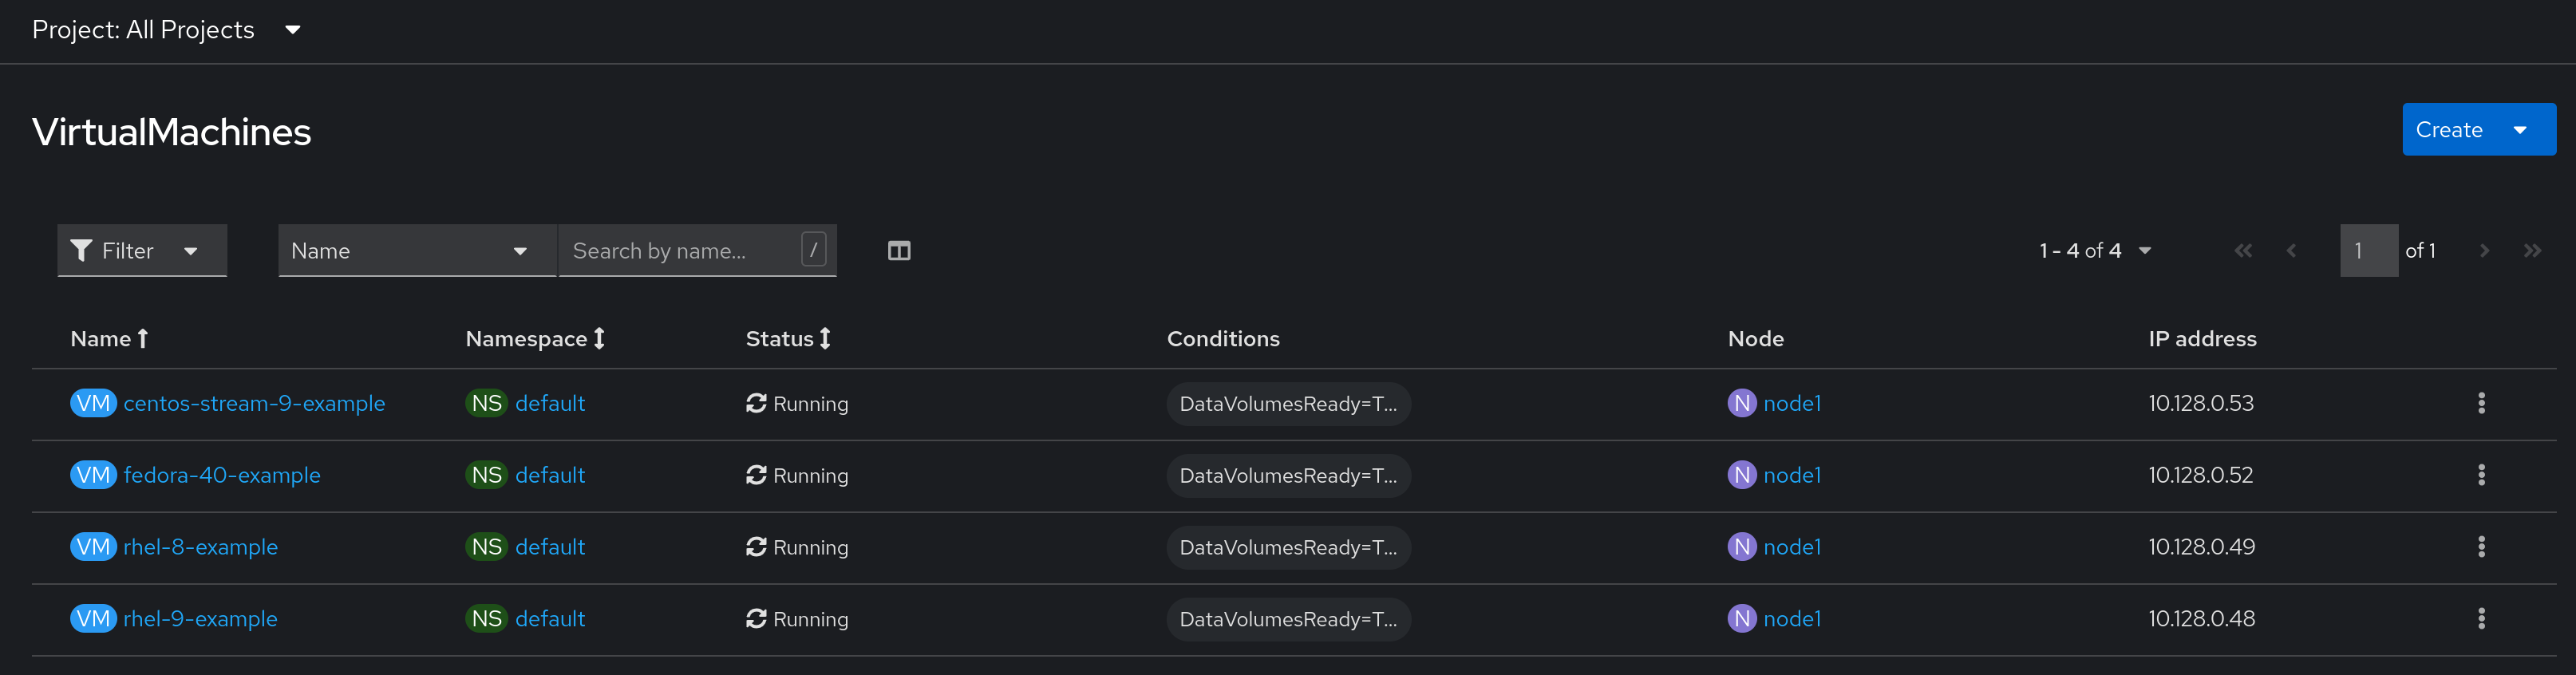 Project: All Projects
VirtualMachines
Create
Filter Name Search by name... / 1 - 4 of 4 1 of 1
Name Namespace Status Conditions Node IP address
VM centos-stream-9-example NS default Running DataVolumesReady=T... N node1 10.128.0.53
VM fedora-40-example NS default Running DataVolumesReady=T... N node1 10.128.0.52
VM rhel-8-example NS default Running DataVolumesReady=T... N node1 10.128.0.49
VM rhel-9-example NS default Running DataVolumesReady=T... N node1 10.128.0.48